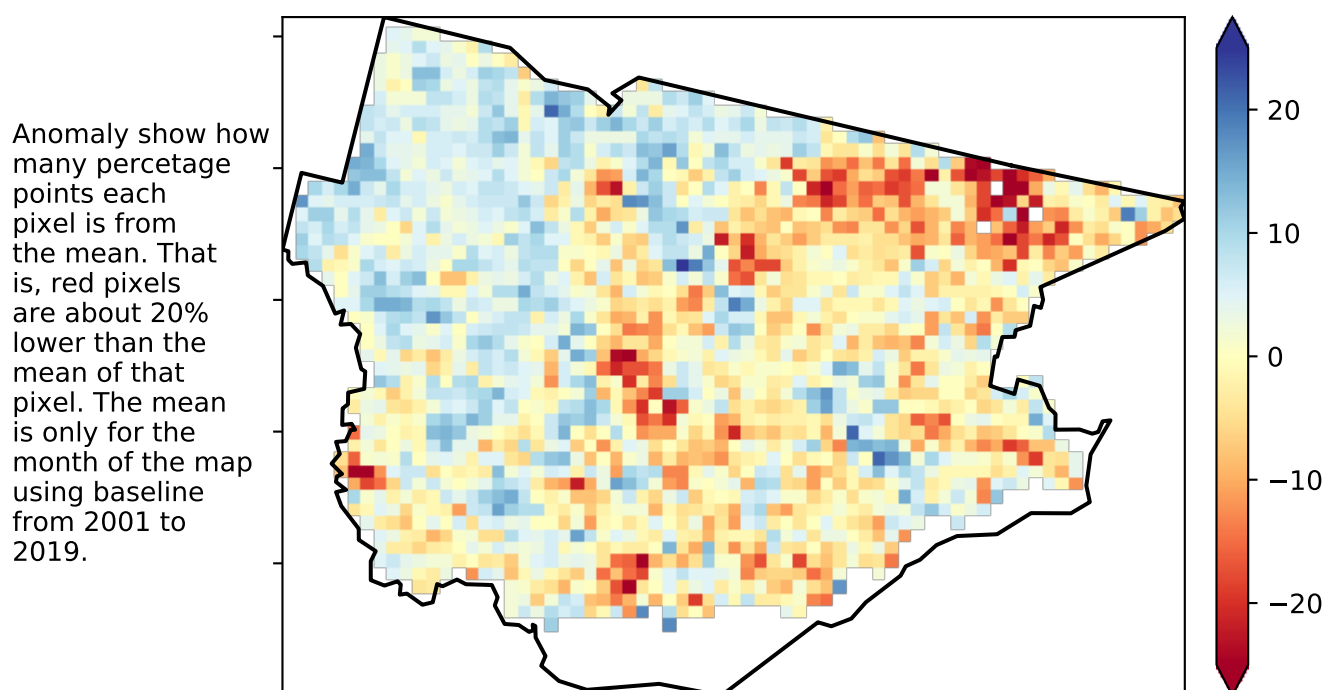 Anomaly show how
many percetage
points each
pixel is from
the mean. That
is, red pixels
are about 20%
lower than the
mean of that
pixel. The mean
is only for the
month of the map
using baseline
from 2001 to
2019.
20
10
0
−10
−20